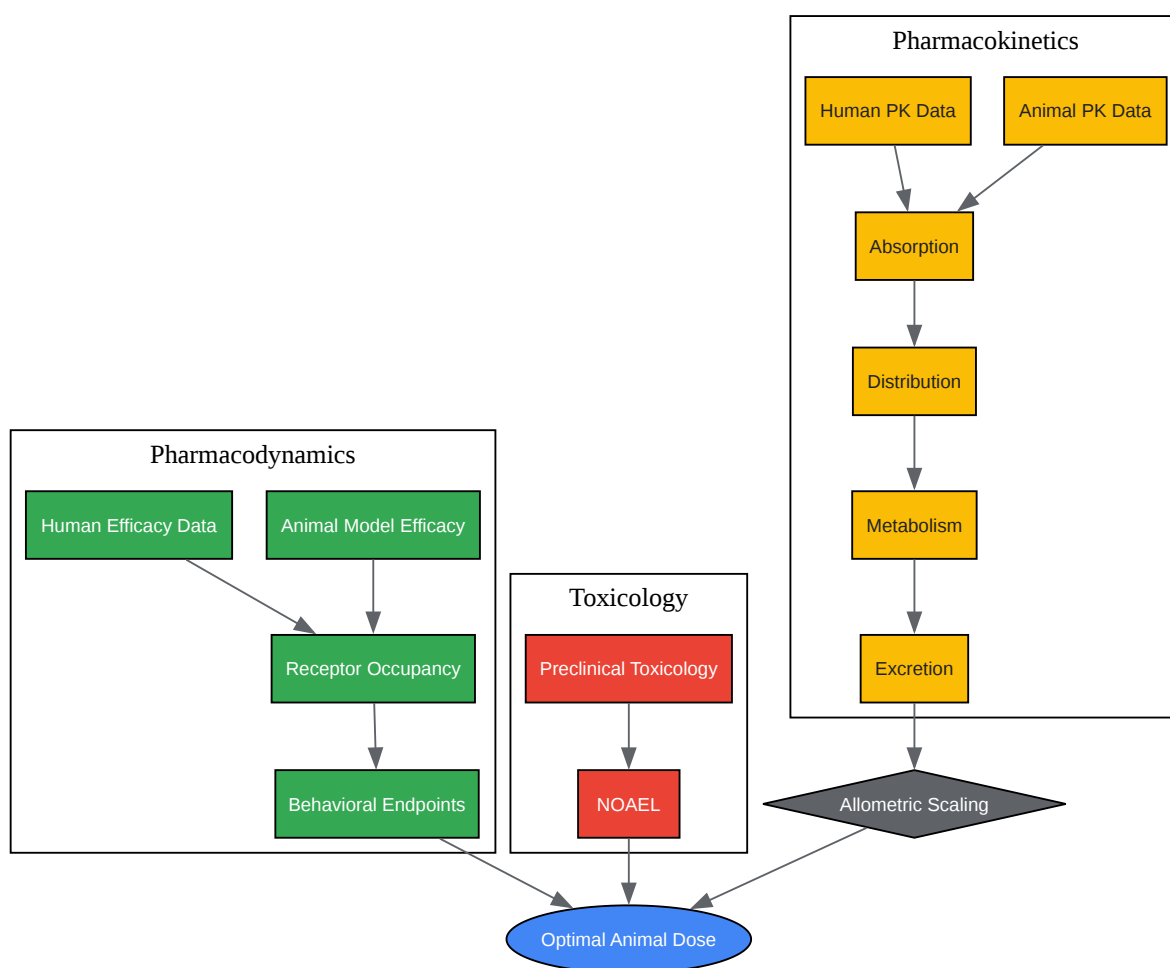 Pharmacokinetics
Human PK Data
Animal PK Data
Absorption
Distribution
Metabolism
Excretion
Allometric Scaling
Pharmacodynamics
Human Efficacy Data
Animal Model Efficacy
Receptor Occupancy
Behavioral Endpoints
Toxicology
Preclinical Toxicology
NOAEL
Optimal Animal Dose